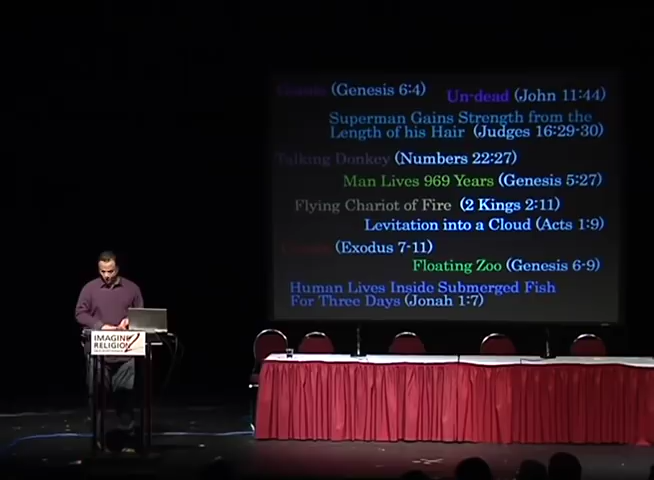 (Genesis 6:4)
Un-dead (John 11:44)
Superman Gains Strength from the
Length of his Hair (Judges 16:29-30)
Talking Donkey (Numbers 22:27)
Man Lives 969 Years (Genesis 5:27)
Flying Chariot of Fire (2 Kings 2:11)
Levitation into a Cloud (Acts 1:9)
(Exodus 7-11)
Floating Zoo (Genesis 6-9)
Human Lives Inside Submerged Fish
For Three Days (Jonah 1:7)
IMAGINE
RELIGION 2